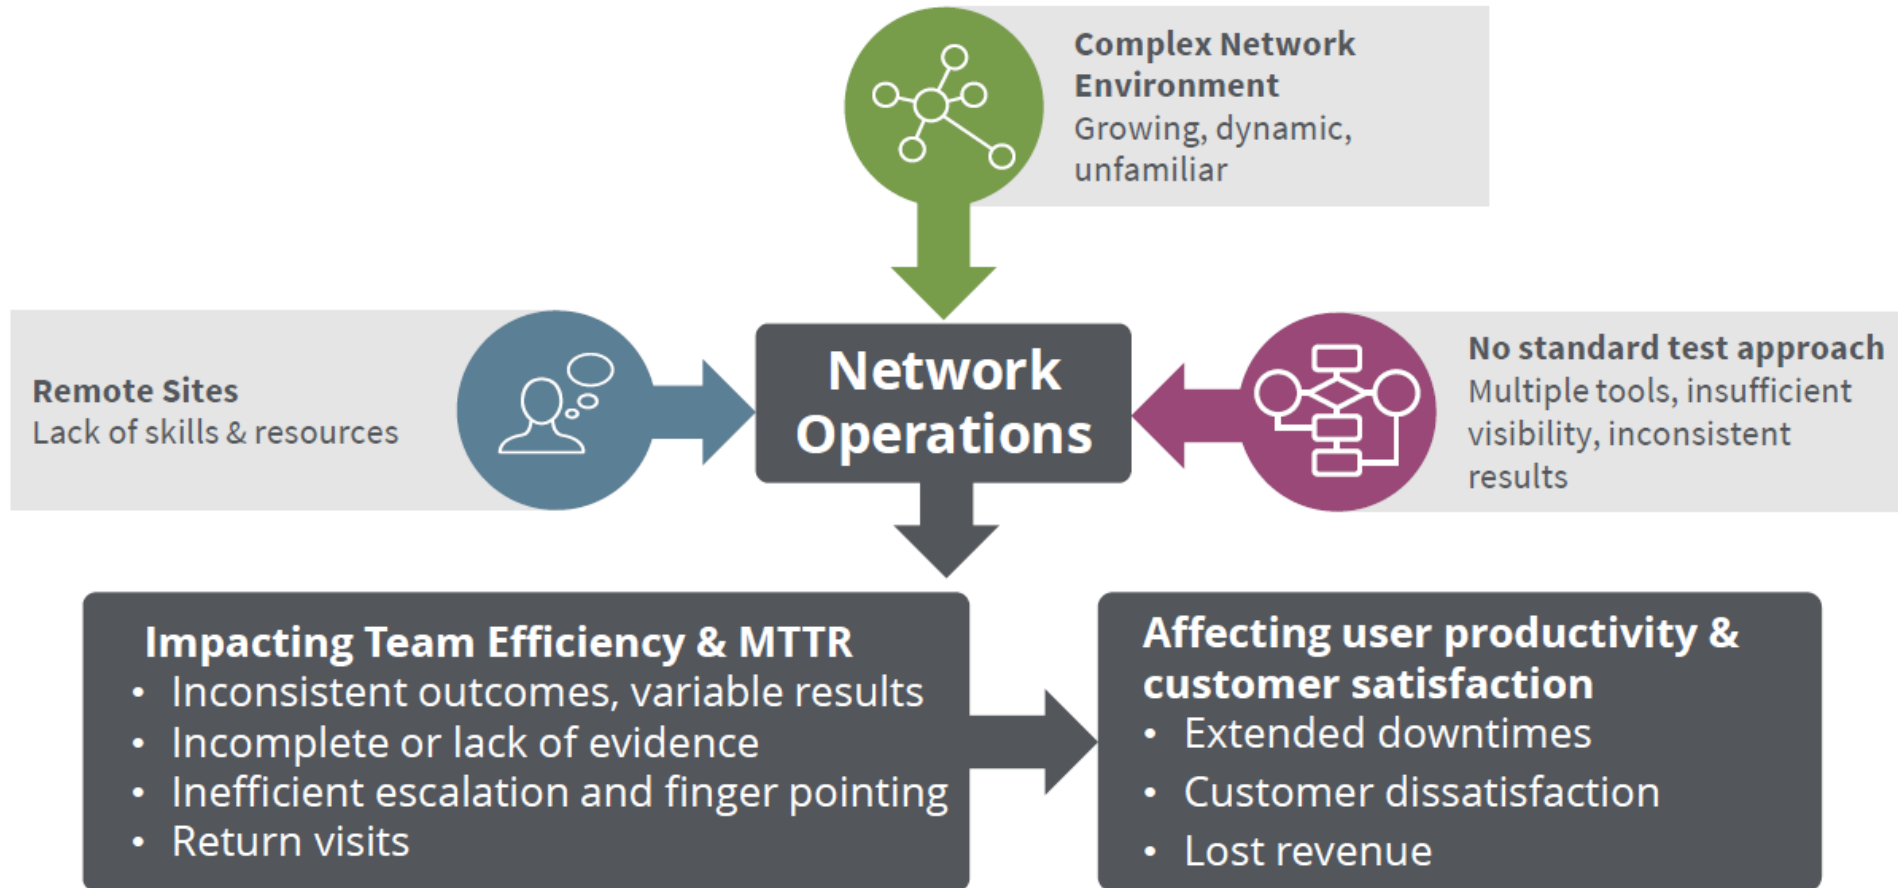 Complex Network
Environment
Growing, dynamic,
unfamiliar
Remote Sites
Lack of skills & resources
Network
Operations
No standard test approach
Multiple tools, insufficient
visibility, inconsistent
results
Impacting Team Efficiency & MTTR
• Inconsistent outcomes, variable results
• Incomplete or lack of evidence
• Inefficient escalation and finger pointing
• Return visits
Affecting user productivity &
customer satisfaction
• Extended downtimes
• Customer dissatisfaction
• Lost revenue